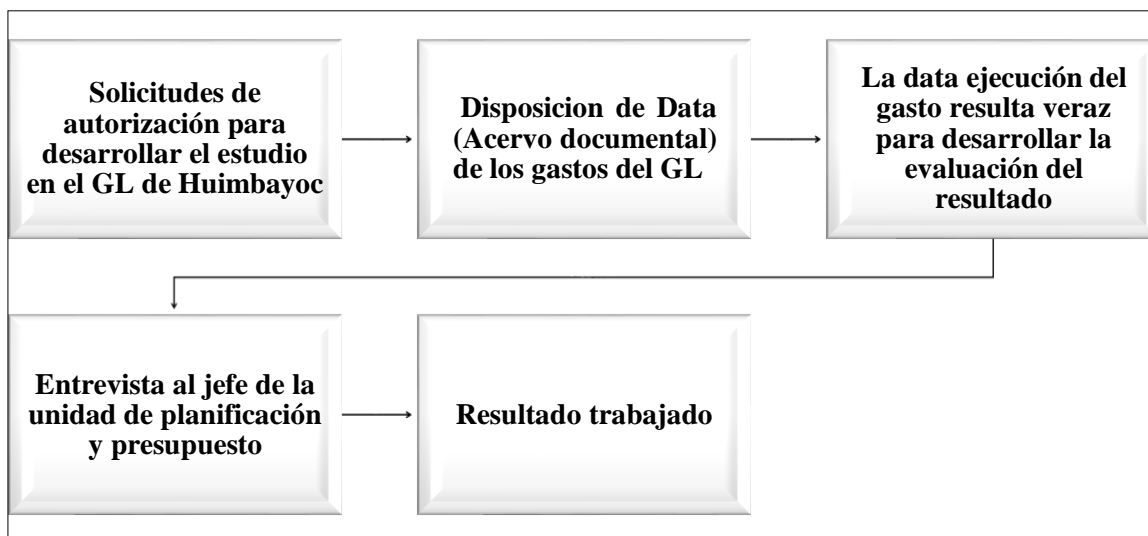 Solicitudes de
autorización para
desarrollar el estudio
en el GL de Huimbayoc
Disposicion de Data
(Acervo documental)
de los gastos del GL
La data ejecución del
gasto resulta veraz
para desarrollar la
evaluación del
resultado
Entrevista al jefe de la
unidad de planificación
y presupuesto
Resultado trabajado